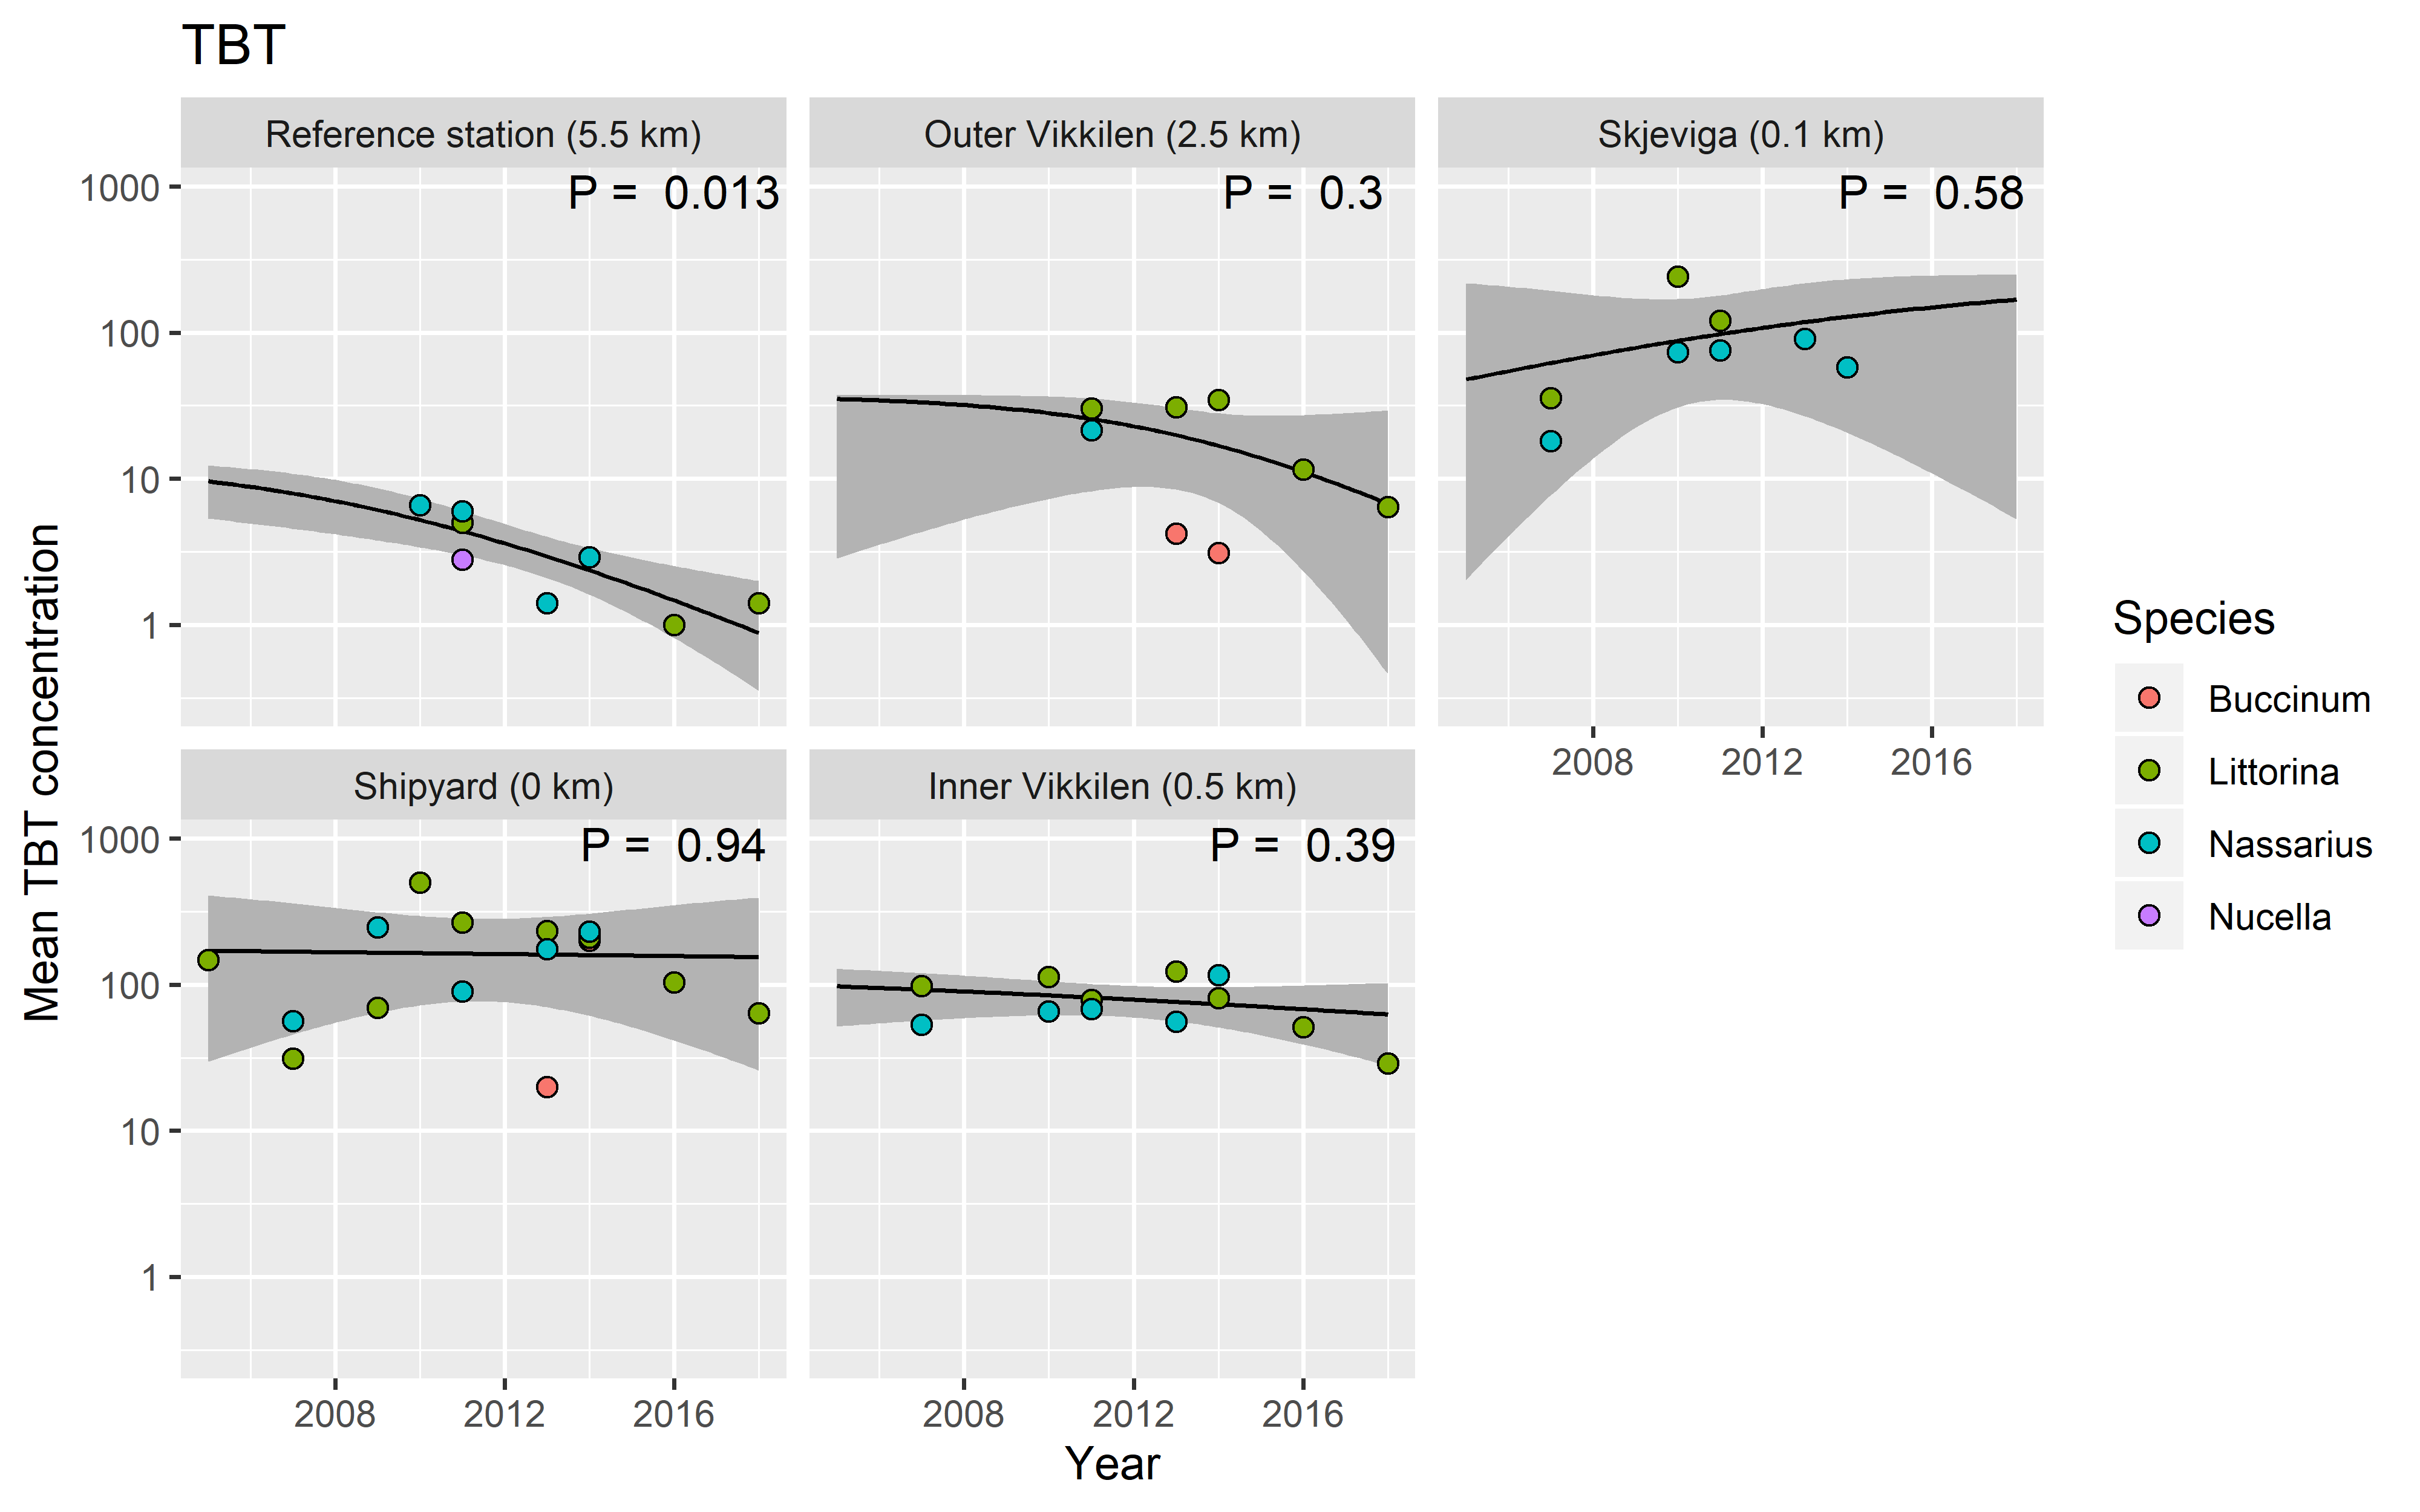 TBT
Reference station (5.5 km)
Outer Vikkilen (2.5 km)
Skjeviga (0.1 km)
P = 0.013
P = 0.3
P = 0.58
1000
100
10
1
2008 2012 2016
Shipyard (0 km)
Inner Vikkilen (0.5 km)
P = 0.94
P = 0.39
1000
100
10
1
2008 2012 2016
2008 2012 2016
Mean TBT concentration
Year
Species
Buccinum
Littorina
Nassarius
Nucella